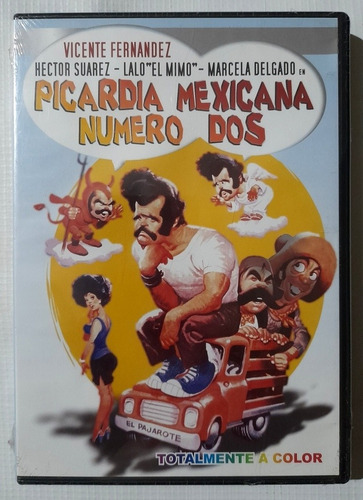 VICENTE FERNANDEZ
HECTOR SUAREZ - LALO "EL MIMO" - MARCELA DELGADO EN
PICARDIA MEXICANA
NUMERO DOS
EL PAJAROTE
TOTALMENTE A COLOR